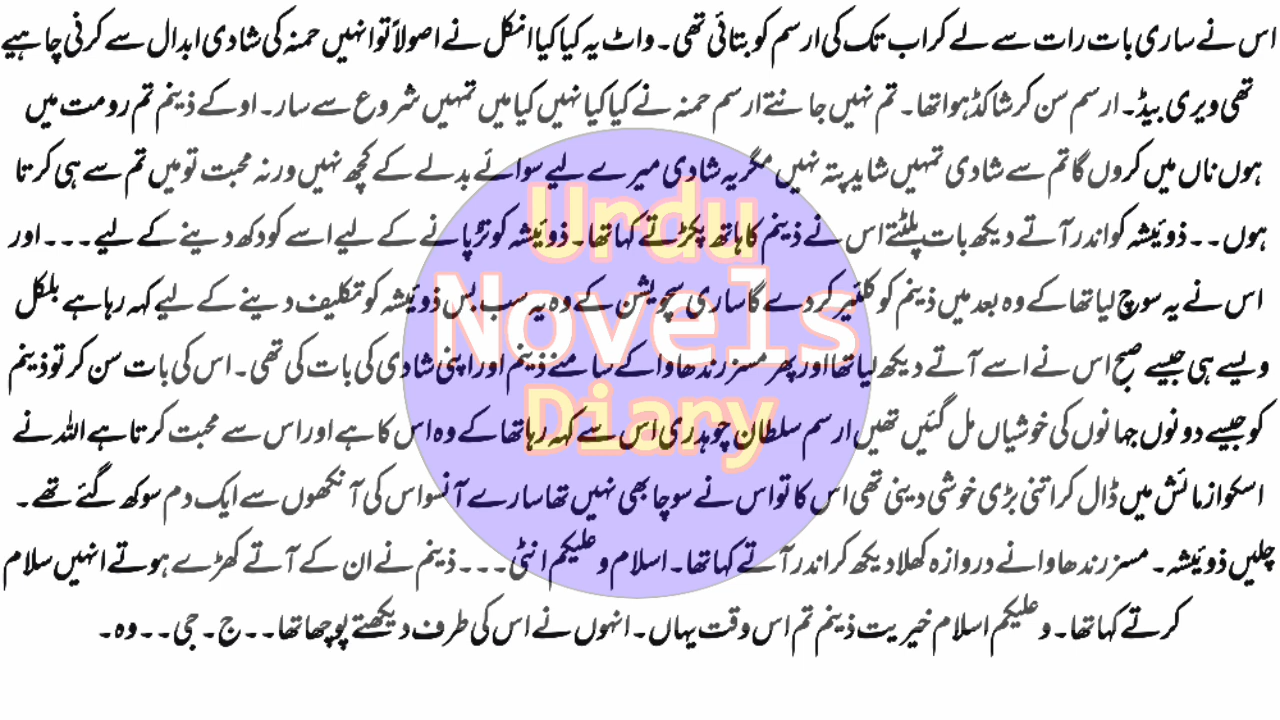 اس نے ساری بات رات سے لے کر اب تک کی ارسم کو بتائی تھی۔ واٹ یہ کیا کیا انکل نے اصولاً تو انہیں حمنہ کی شادی ابدال سے کرنی چاہیے
تھی ویری بیڈ۔ ارسم سن کر شاکڈ ہوا تھا۔ تم نہیں جانتے ارسم حمنہ نے کیا کیا نہیں کیا میں تمہیں شروع سے سار۔ اوکے ذینم تم رومت میں
ہوں ناں میں کروں گا تم سے شادی تمہیں شاید پتہ نہیں مگر یہ شادی میرے لیے سوائے بدلے کے کچھ نہیں ورنہ محبت تو میں تم سے ہی کرتا
ہوں۔۔ ذوئیشہ کو اندر آتے دیکھ بات پلٹتے اس نے ذینم کا ہاتھ پکڑتے کہا تھا۔ ذوئیشہ کو تڑپانے کے لیے اسے کو دکھ دینے کے لیے۔۔۔ اور
اس نے یہ سوچ لیا تھا کے وہ بعد میں ذینم کو کلئیر کر دے گا ساری سچویشن کے وہ یہ سب بس ذوئیشہ کو تکلیف دینے کے لیے کہہ رہا ہے بلکل
ویسے ہی جیسے صبح اس نے اسے آتے دیکھ لیا تھا اور پھر مسز رندھاوا کے سامنے ذینم اور اپنی شادی کی بات کی تھی۔ اس کی بات سن کر تو ذینم
کو جیسے دونوں جہانوں کی خوشیاں مل گئیں تھیں ارسم سلطان چوہدری اس سے کہہ رہا تھا کے وہ اس کا ہے اور اس سے محبت کرتا ہے اللہ نے
اسکو ازمائش میں ڈال کر اتنی بڑی خوشی دینی تھی اس کا تو اس نے سوچا بھی نہیں تھا سارے آنسو اس کی آنکھوں سے ایک دم سوکھ گئے تھے۔
چلیں ذوئیشہ۔ مسز رندھاوا نے دروازہ کھلا دیکھ کر اندر آتے کہا تھا۔ اسلام و علیکم انٹی۔۔۔ ذینم نے ان کے آتے کھڑے ہوتے انہیں سلام
کرتے کہا تھا۔ و علیکم اسلام خیریت ذینم تم اس وقت یہاں۔ انہوں نے اس کی طرف دیکھتے پوچھا تھا۔۔ ج۔ جی۔۔ وہ۔
Urdu
Novels
Diary